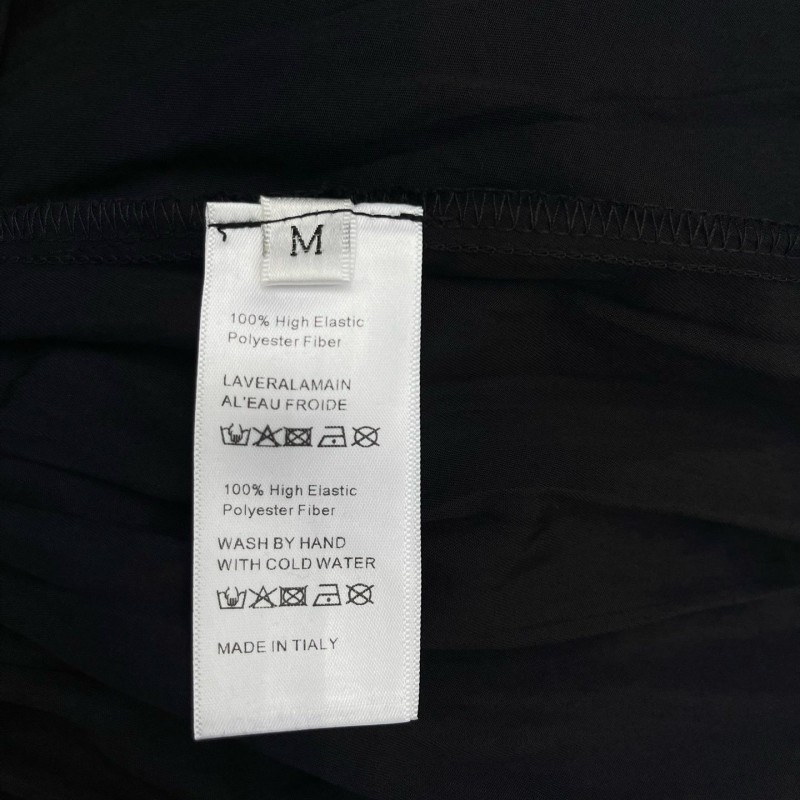 M
100% High Elastic
Polyester Fiber
LAVERALAMAIN
AL'EAU FROIDE
100% High Elastic
Polyester Fiber
WASH BY HAND
WITH COLD WATER
MADE IN TIALY